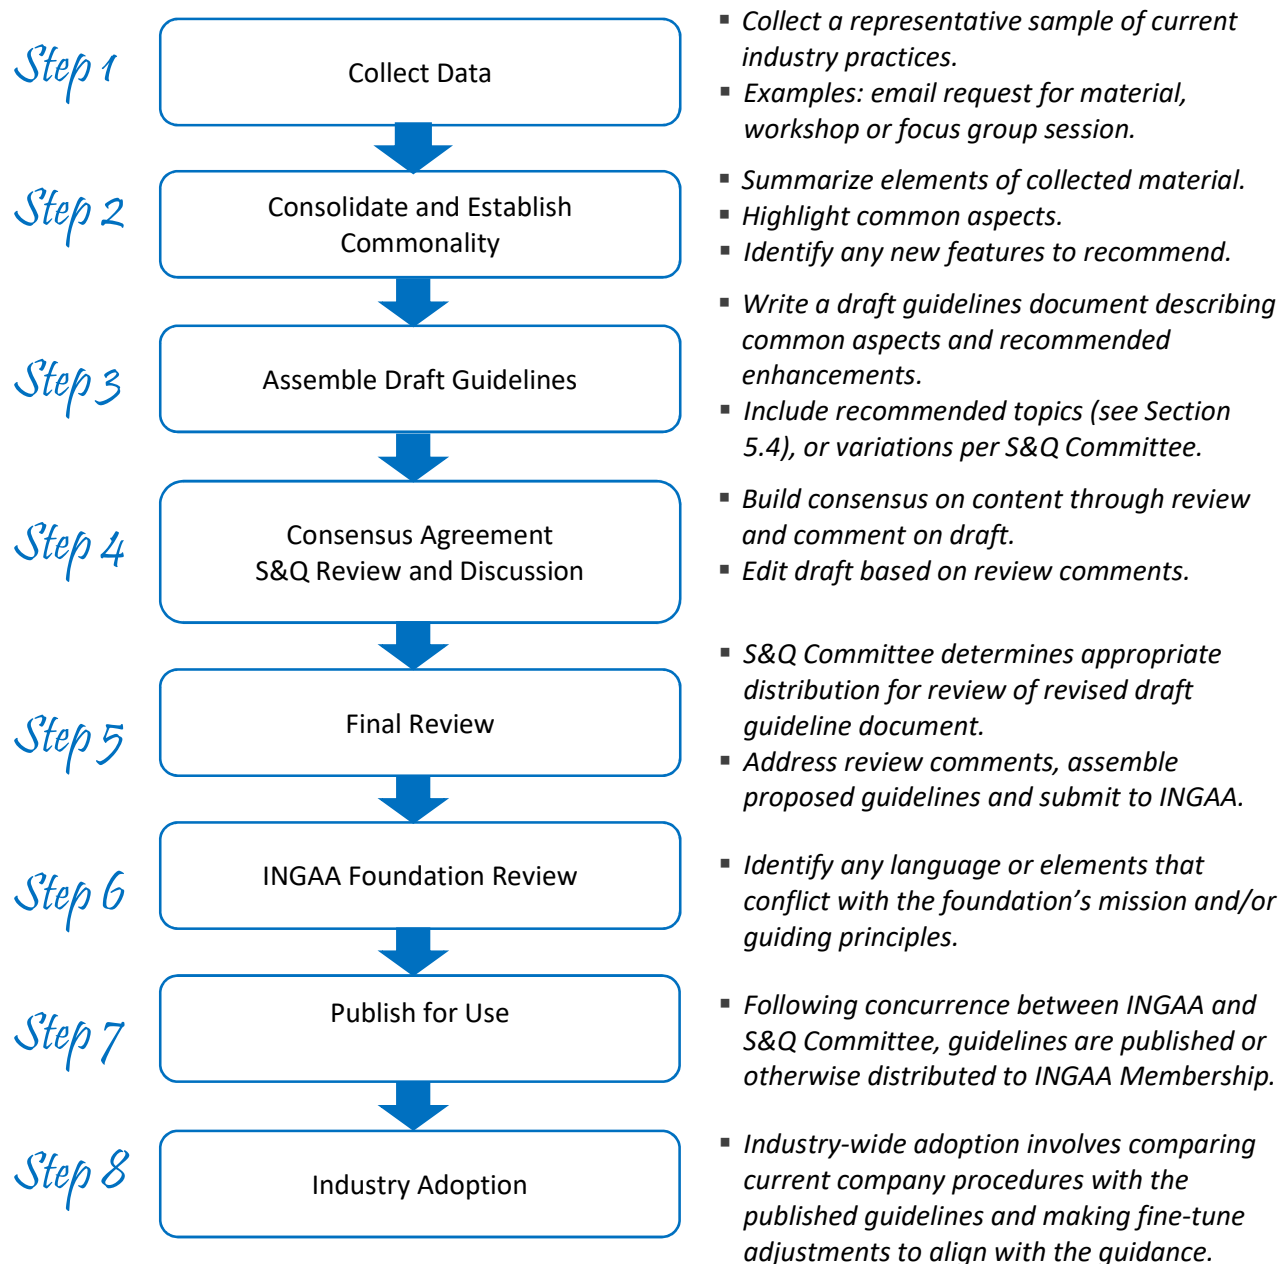 Step 1
Collect Data
▪ Collect a representative sample of current
industry practices.
▪ Examples: email request for material,
workshop or focus group session.
Step 2
Consolidate and Establish
Commonality
▪ Summarize elements of collected material.
▪ Highlight common aspects.
▪ Identify any new features to recommend.
Step 3
Assemble Draft Guidelines
▪ Write a draft guidelines document describing
common aspects and recommended
enhancements.
▪ Include recommended topics (see Section
5.4), or variations per S&Q Committee.
Step 4
Consensus Agreement
S&Q Review and Discussion
▪ Build consensus on content through review
and comment on draft.
▪ Edit draft based on review comments.
Step 5
Final Review
▪ S&Q Committee determines appropriate
distribution for review of revised draft
guideline document.
▪ Address review comments, assemble
proposed guidelines and submit to INGAA.
Step 6
INGAA Foundation Review
▪ Identify any language or elements that
conflict with the foundation’s mission and/or
guiding principles.
Step 7
Publish for Use
▪ Following concurrence between INGAA and
S&Q Committee, guidelines are published or
otherwise distributed to INGAA Membership.
Step 8
Industry Adoption
▪ Industry-wide adoption involves comparing
current company procedures with the
published guidelines and making fine-tune
adjustments to align with the guidance.